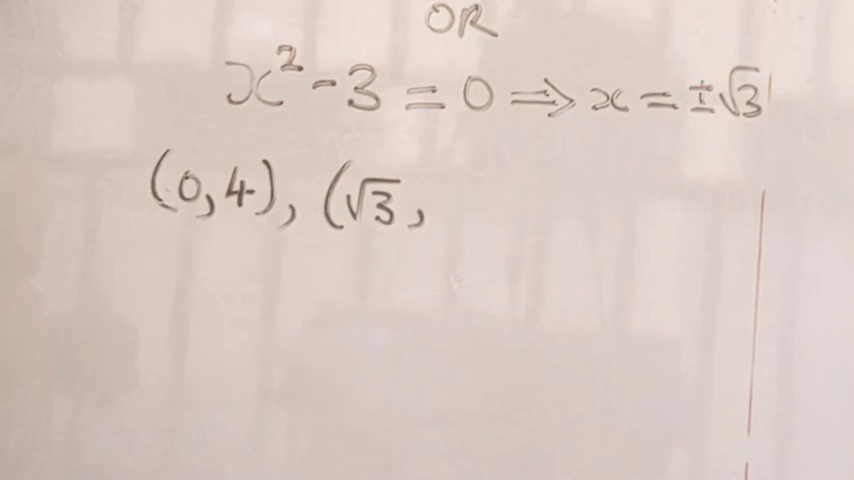 OR
x² - 3 = 0 ⇒ x = ±√3
(0,4), (√3,